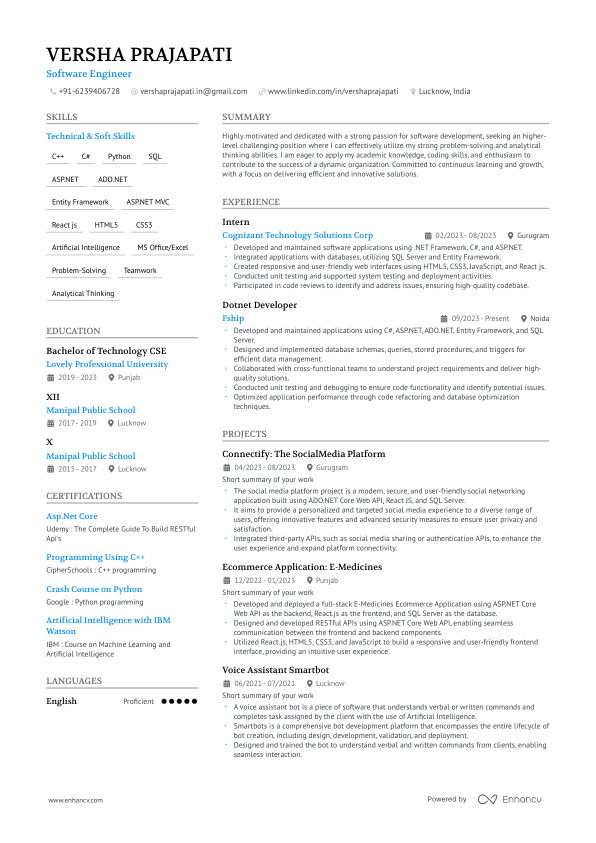 VERSHA PRAJAPATI
Software Engineer
+91-6239406728 vershaprajapati.in@gmail.com www.linkedin.com/in/vershaprajapati Lucknow, India
SKILLS
Technical & Soft Skills
C++ C# Python SQL
ASP.NET ADO.NET
Entity Framework ASP.NET MVC
React js HTML5 CSS3
Artificial Intelligence MS Office/Excel
Problem-Solving Teamwork
Analytical Thinking
EDUCATION
Bachelor of Technology CSE
Lovely Professional University
2019 - 2023 Punjab
XII
Manipal Public School
2017 - 2019 Lucknow
X
Manipal Public School
2015 - 2017 Lucknow
CERTIFICATIONS
Asp.Net Core
Udemy : The Complete Guide To Build RESTful
Api's
Programming Using C++
CipherSchools : C++ programming
Crash Course on Python
Google : Python programming
Artificial Intelligence with IBM
Watson
IBM : Course on Machine Learning and
Artificial Intelligence
LANGUAGES
English Proficient
SUMMARY
Highly motivated and dedicated with a strong passion for software development, seeking an higher-
level challenging position where I can effectively utilize my strong problem-solving and analytical
thinking abilities. I am eager to apply my academic knowledge, coding skills, and enthusiasm to
contribute to the success of a dynamic organization. Committed to continuous learning and growth,
with a focus on delivering efficient and innovative solutions.
EXPERIENCE
Intern
Cognizant Technology Solutions Corp 02/2023 - 08/2023 Gurugram
· Developed and maintained software applications using .NET Framework, C#, and ASP.NET.
· Integrated applications with databases, utilizing SQL Server and Entity Framework.
· Created responsive and user-friendly web interfaces using HTML5, CSS3, JavaScript, and React js.
· Conducted unit testing and supported system testing and deployment activities.
· Participated in code reviews to identify and address issues, ensuring high-quality codebase.
Dotnet Developer
Fship 09/2023 - Present Noida
· Developed and maintained applications using C#, ASP.NET, ADO.NET, Entity Framework, and SQL
Server.
· Designed and implemented database schemas, queries, stored procedures, and triggers for
efficient data management.
· Collaborated with cross-functional teams to understand project requirements and deliver high-
quality solutions.
· Conducted unit testing and debugging to ensure code functionality and identify potential issues.
· Optimized application performance through code refactoring and database optimization
techniques.
PROJECTS
Connectify: The SocialMedia Platform
04/2023 - 08/2023 Gurugram
Short summary of your work
· The social media platform project is a modern, secure, and user-friendly social networking
application built using ADO.NET Core Web API, React JS, and SQL Server.
· It aims to provide a personalized and targeted social media experience to a diverse range of
users, offering innovative features and advanced security measures to ensure user privacy and
satisfaction.
· Integrated third-party APIs, such as social media sharing or authentication APIs, to enhance the
user experience and expand platform connectivity.
Ecommerce Application: E-Medicines
12/2022 - 01/2023 Punjab
Short summary of your work
· Developed and deployed a full-stack E-Medicines Ecommerce Application using ASP.NET Core
Web API as the backend, React.js as the frontend, and SQL Server as the database.
· Designed and developed RESTful APIs using ASP.NET Core Web API, enabling seamless
communication between the frontend and backend components.
· Utilized React.js, HTML5, CSS3, and JavaScript to build a responsive and user-friendly frontend
interface, providing an intuitive user experience.
Voice Assistant Smartbot
06/2021 - 07/2021 Lucknow
Short summary of your work
· A voice assistant bot is a piece of software that understands verbal or written commands and
completes task assigned by the client with the use of Artificial Intelligence.
· Smartbots is a comprehensive bot development platform that encompasses the entire lifecycle of
bot creation, including design, development, validation, and deployment.
· Designed and trained the bot to understand verbal and written commands from clients, enabling
seamless interaction.
www.enhancv.com Powered by Enhancv